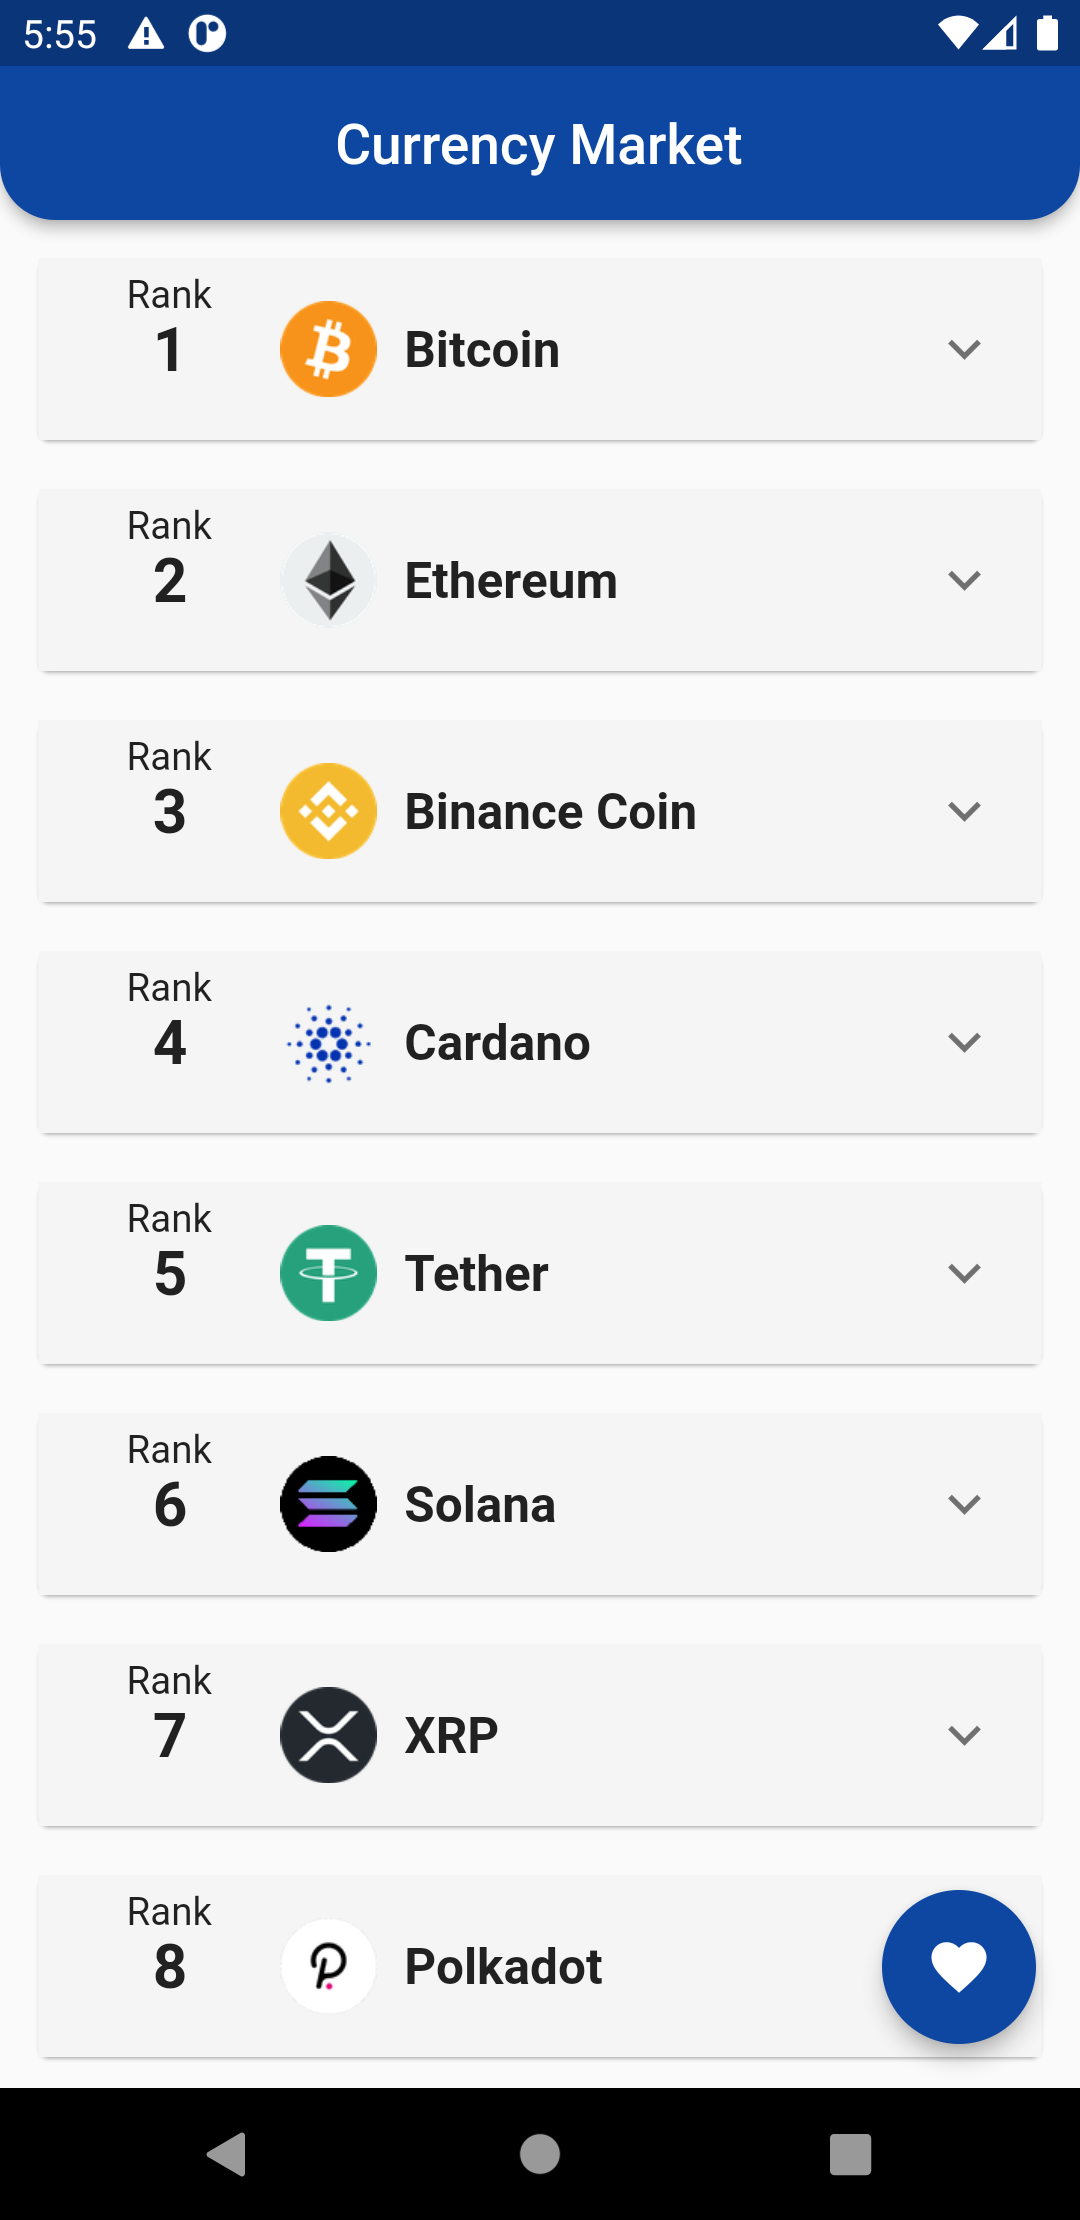 5:55
Currency Market
Rank
1
Bitcoin
Rank
2
Ethereum
Rank
3
Binance Coin
Rank
4
Cardano
Rank
5
Tether
Rank
6
Solana
Rank
7
XRP
Rank
8
Polkadot